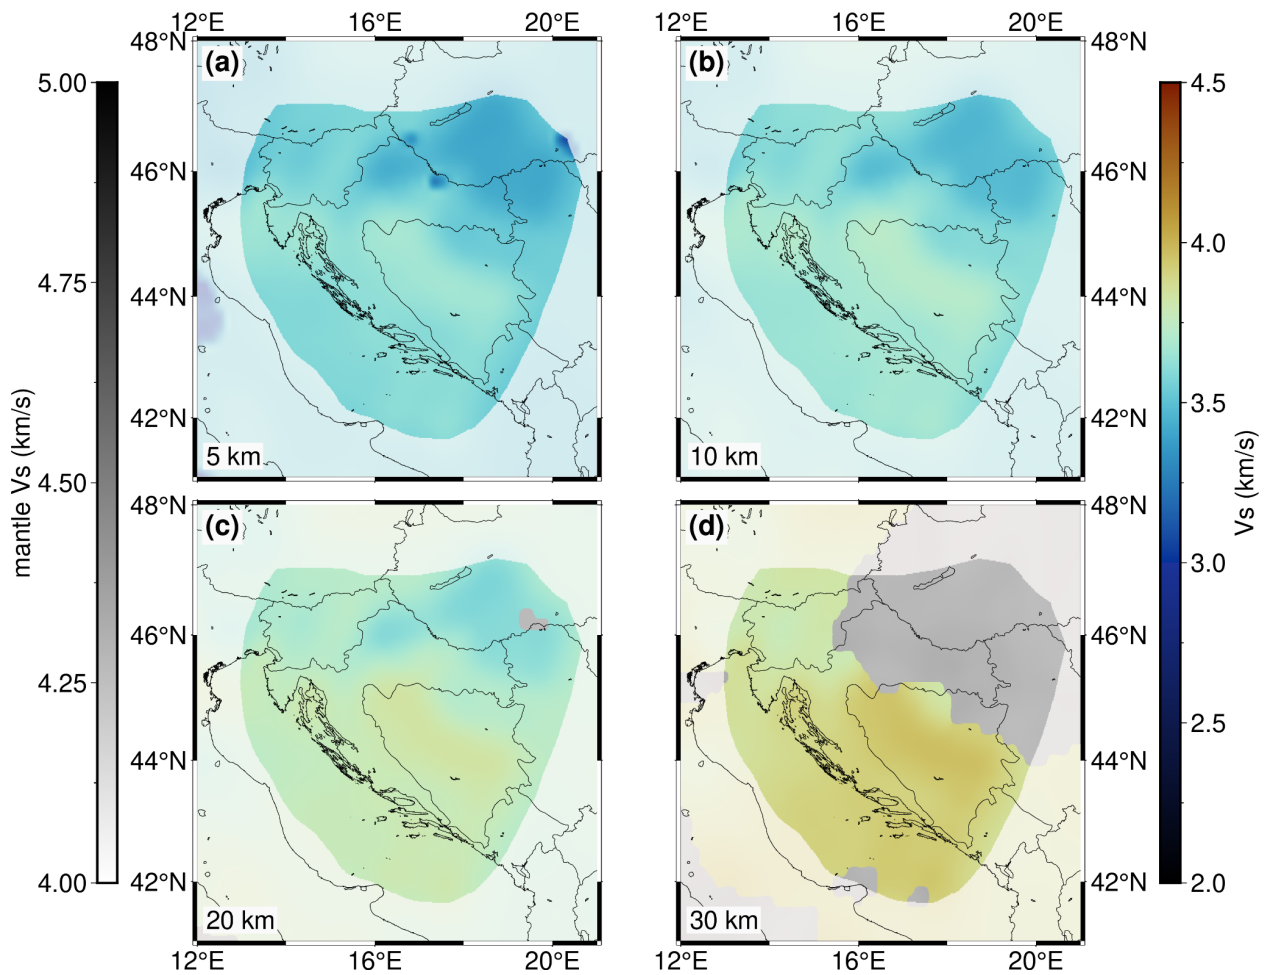 12°E 16°E 20°E 12°E 16°E 20°E
48°N (a) (b) 48°N
5.00 4.5
4.75 4.0
46°N 46°N
4.50 3.5
44°N 44°N
4.25 3.0
42°N 42°N
4.00 2.5
5 km 10 km 2.0
mantle Vs (km/s) Vs (km/s)
48°N (c) (d) 48°N
46°N 46°N
44°N 44°N
42°N 42°N
20 km 30 km
12°E 16°E 20°E 12°E 16°E 20°E